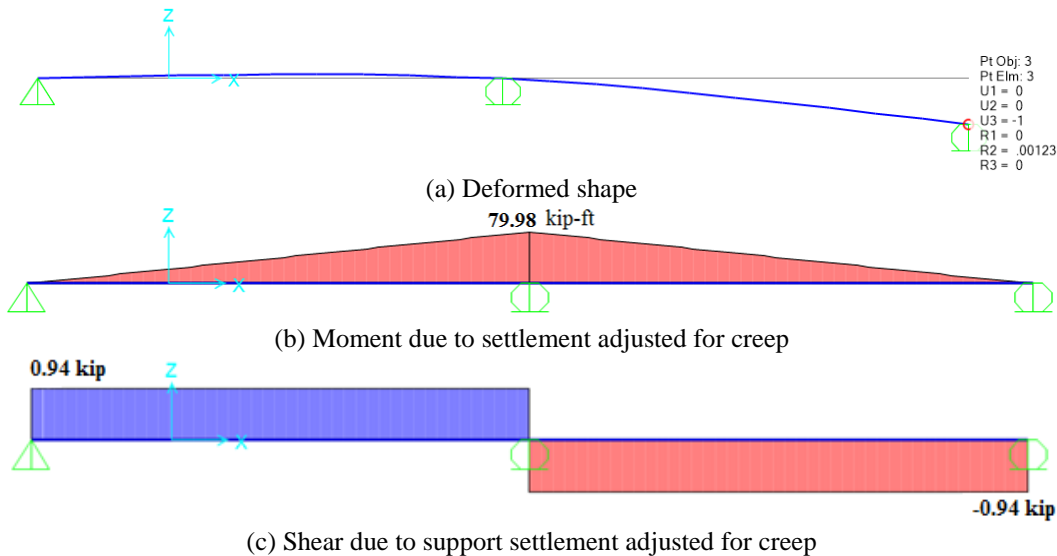 Z
X
Pt Obj: 3
Pt Elm: 3
U1 = 0
U2 = 0
U3 = -1
R1 = 0
R2 = .00123
R3 = 0
(a) Deformed shape
79.98 kip-ft
Z
X
(b) Moment due to settlement adjusted for creep
0.94 kip
Z
X
-0.94 kip
(c) Shear due to support settlement adjusted for creep